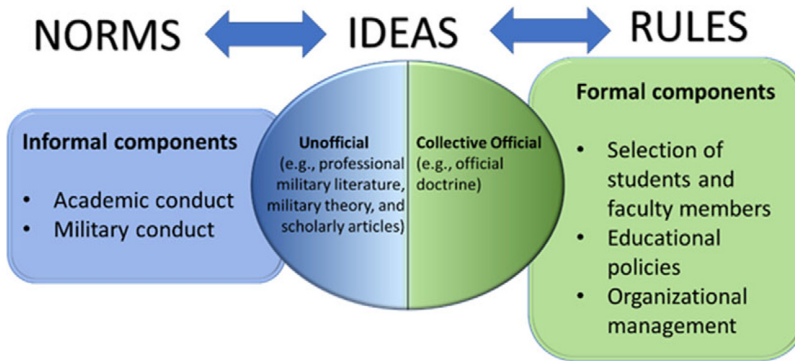 NORMS IDEAS RULES
Informal components
• Academic conduct
• Military conduct
Unofficial
(e.g., professional
military literature,
military theory, and
scholarly articles)
Collective Official
(e.g., official
doctrine)
Formal components
• Selection of
students and
faculty members
• Educational
policies
• Organizational
management